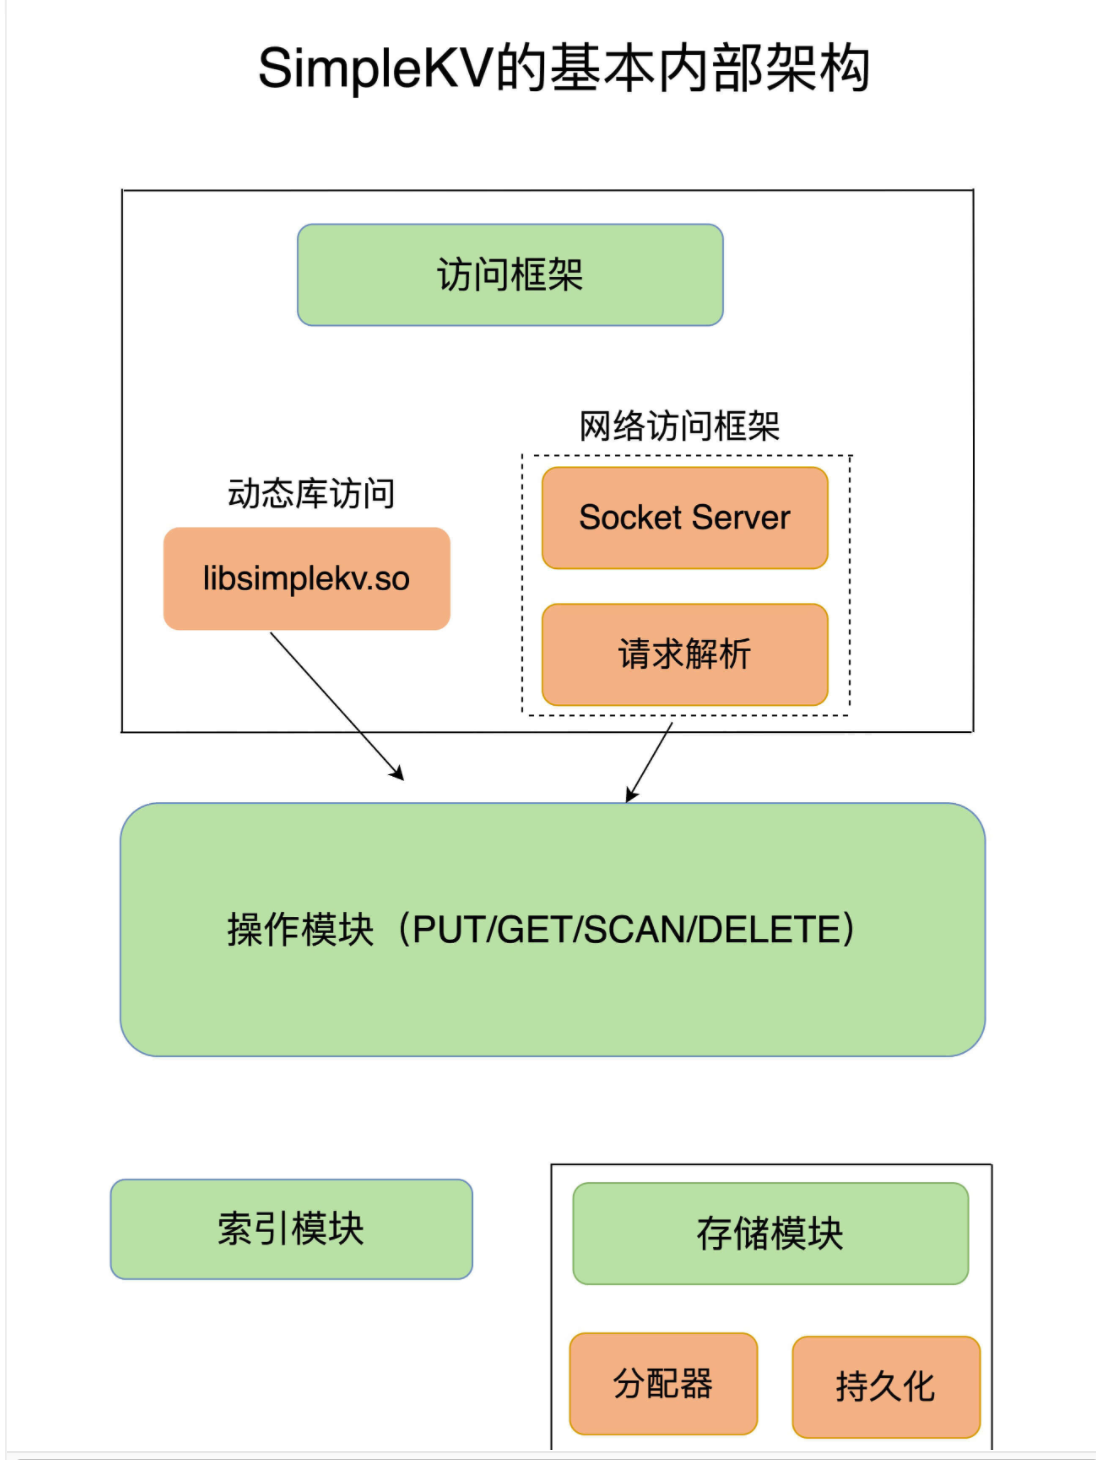 SimpleKV的基本内部架构
访问框架
网络访问框架
动态库访问
Socket Server
libsimplekv.so
请求解析
操作模块（PUT/GET/SCAN/DELETE）
索引模块
存储模块
分配器
持久化